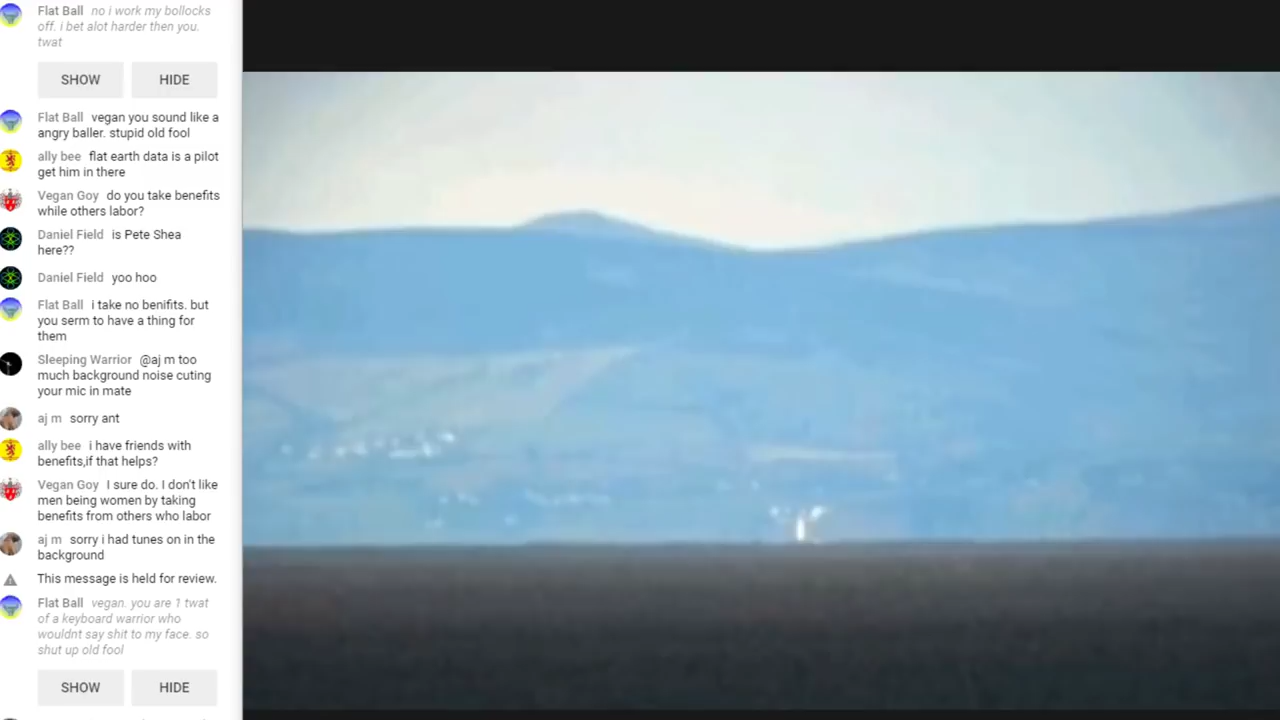 Flat Ball no i work my bollocks
off. i bet alot harder then you.
twat
SHOW HIDE
Flat Ball vegan you sound like a
angry baller. stupid old fool
ally bee flat earth data is a pilot
get him in there
Vegan Goy do you take benefits
while others labor?
Daniel Field is Pete Shea
here??
Daniel Field yoo hoo
Flat Ball i take no benifits. but
you serm to have a thing for
them
Sleeping Warrior @aj m too
much background noise cuting
your mic in mate
aj m sorry ant
ally bee i have friends with
benefits,if that helps?
Vegan Goy I sure do. I don't like
men being women by taking
benefits from others who labor
aj m sorry i had tunes on in the
background
This message is held for review.
Flat Ball vegan. you are 1 twat
of a keyboard warrior who
wouldnt say shit to my face. so
shut up old fool
SHOW HIDE